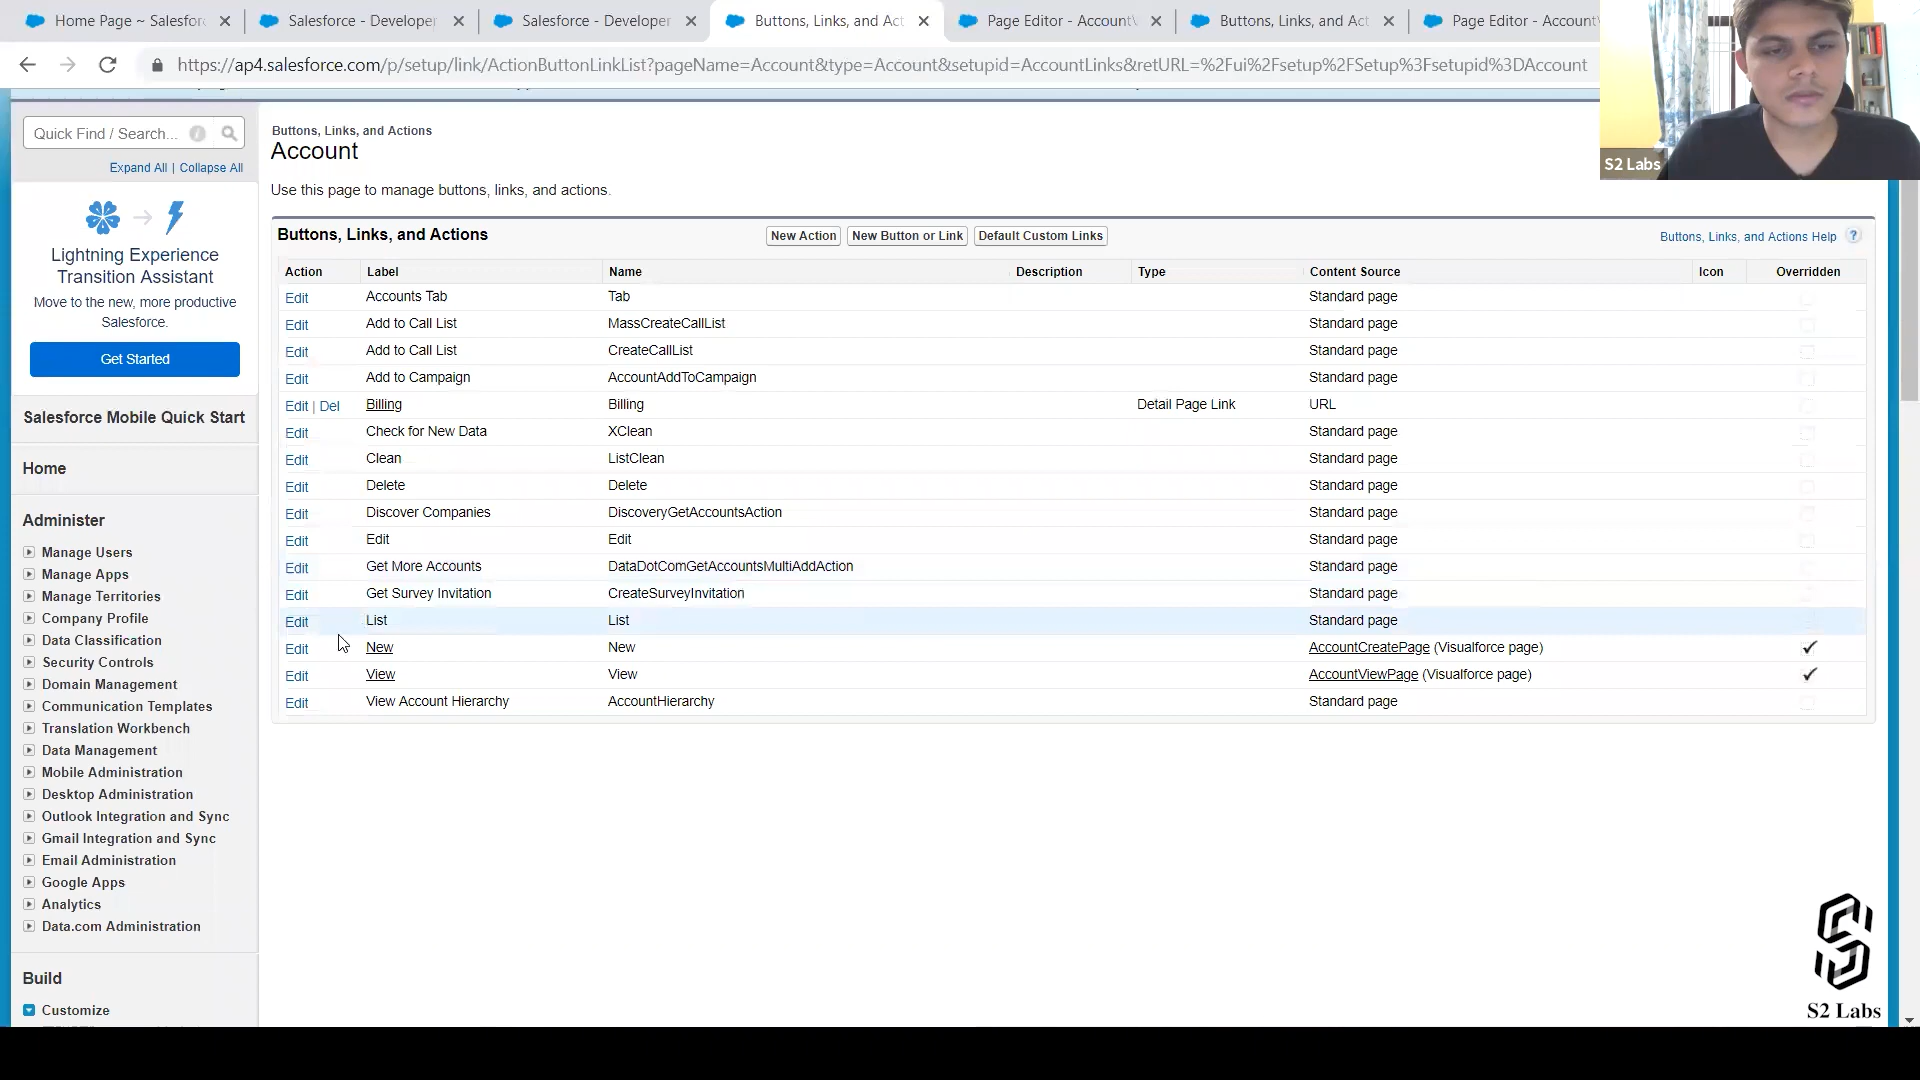 Home Page ~ Salesforc
Salesforce - Developer
Salesforce - Developer
Buttons, Links, and Act
Page Editor - Account
Buttons, Links, and Act
Page Editor - Account
https://ap4.salesforce.com/p/setup/link/ActionButtonLinkList?pageName=Account&type=Account&setupid=AccountLinks&retURL=%2Fui%2Fsetup%2FSetup%3Fsetupid%3DAccount
S2 Labs
Quick Find / Search...
Expand All | Collapse All
Lightning Experience
Transition Assistant
Move to the new, more productive
Salesforce.
Get Started
Salesforce Mobile Quick Start
Home
Administer
Manage Users
Manage Apps
Manage Territories
Company Profile
Data Classification
Security Controls
Domain Management
Communication Templates
Translation Workbench
Data Management
Mobile Administration
Desktop Administration
Outlook Integration and Sync
Gmail Integration and Sync
Email Administration
Google Apps
Analytics
Data.com Administration
Build
Customize
Buttons, Links, and Actions
Account
Use this page to manage buttons, links, and actions.
Buttons, Links, and Actions New Action New Button or Link Default Custom Links Buttons, Links, and Actions Help ?
Action Label Name Description Type Content Source Icon Overridden
Edit Accounts Tab Tab Standard page
Edit Add to Call List MassCreateCallList Standard page
Edit Add to Call List CreateCallList Standard page
Edit Add to Campaign AccountAddToCampaign Standard page
Edit | Del Billing Billing Detail Page Link URL
Edit Check for New Data XClean Standard page
Edit Clean ListClean Standard page
Edit Delete Delete Standard page
Edit Discover Companies DiscoveryGetAccountsAction Standard page
Edit Edit Edit Standard page
Edit Get More Accounts DataDotComGetAccountsMultiAddAction Standard page
Edit Get Survey Invitation CreateSurveyInvitation Standard page
Edit List List Standard page
Edit New New AccountCreatePage (Visualforce page)
Edit View View AccountViewPage (Visualforce page)
Edit View Account Hierarchy AccountHierarchy Standard page
S2 Labs